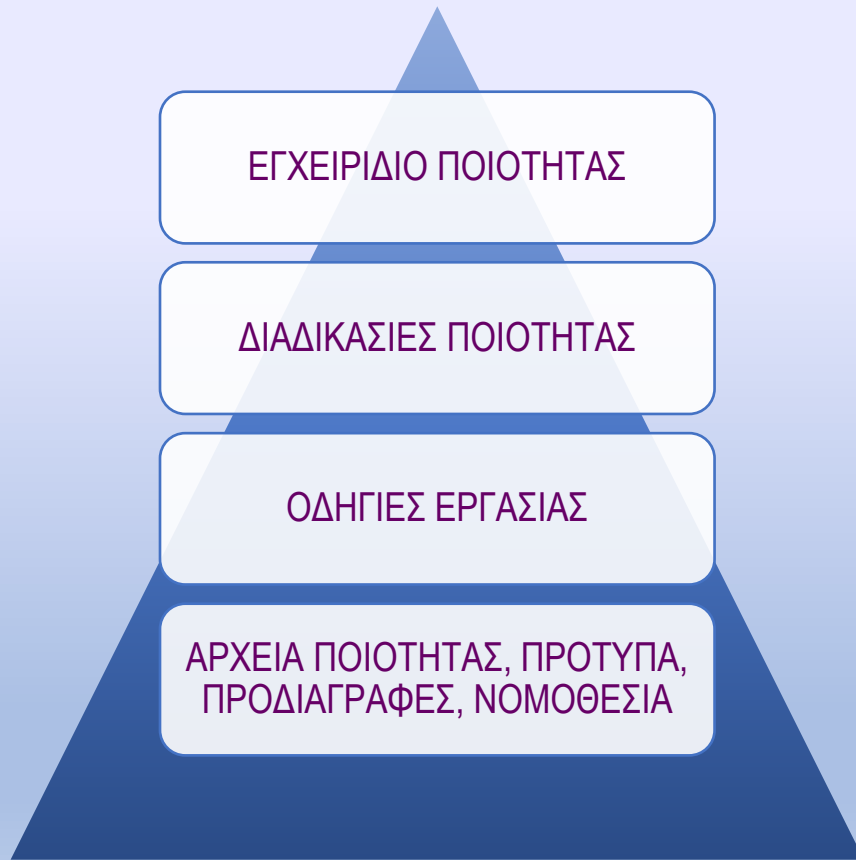 ΕΓΧΕΙΡΙΔΙΟ ΠΟΙΟΤΗΤΑΣ
ΔΙΑΔΙΚΑΣΙΕΣ ΠΟΙΟΤΗΤΑΣ
ΟΔΗΓΙΕΣ ΕΡΓΑΣΙΑΣ
ΑΡΧΕΙΑ ΠΟΙΟΤΗΤΑΣ, ΠΡΟΤΥΠΑ,
ΠΡΟΔΙΑΓΡΑΦΕΣ, ΝΟΜΟΘΕΣΙΑ